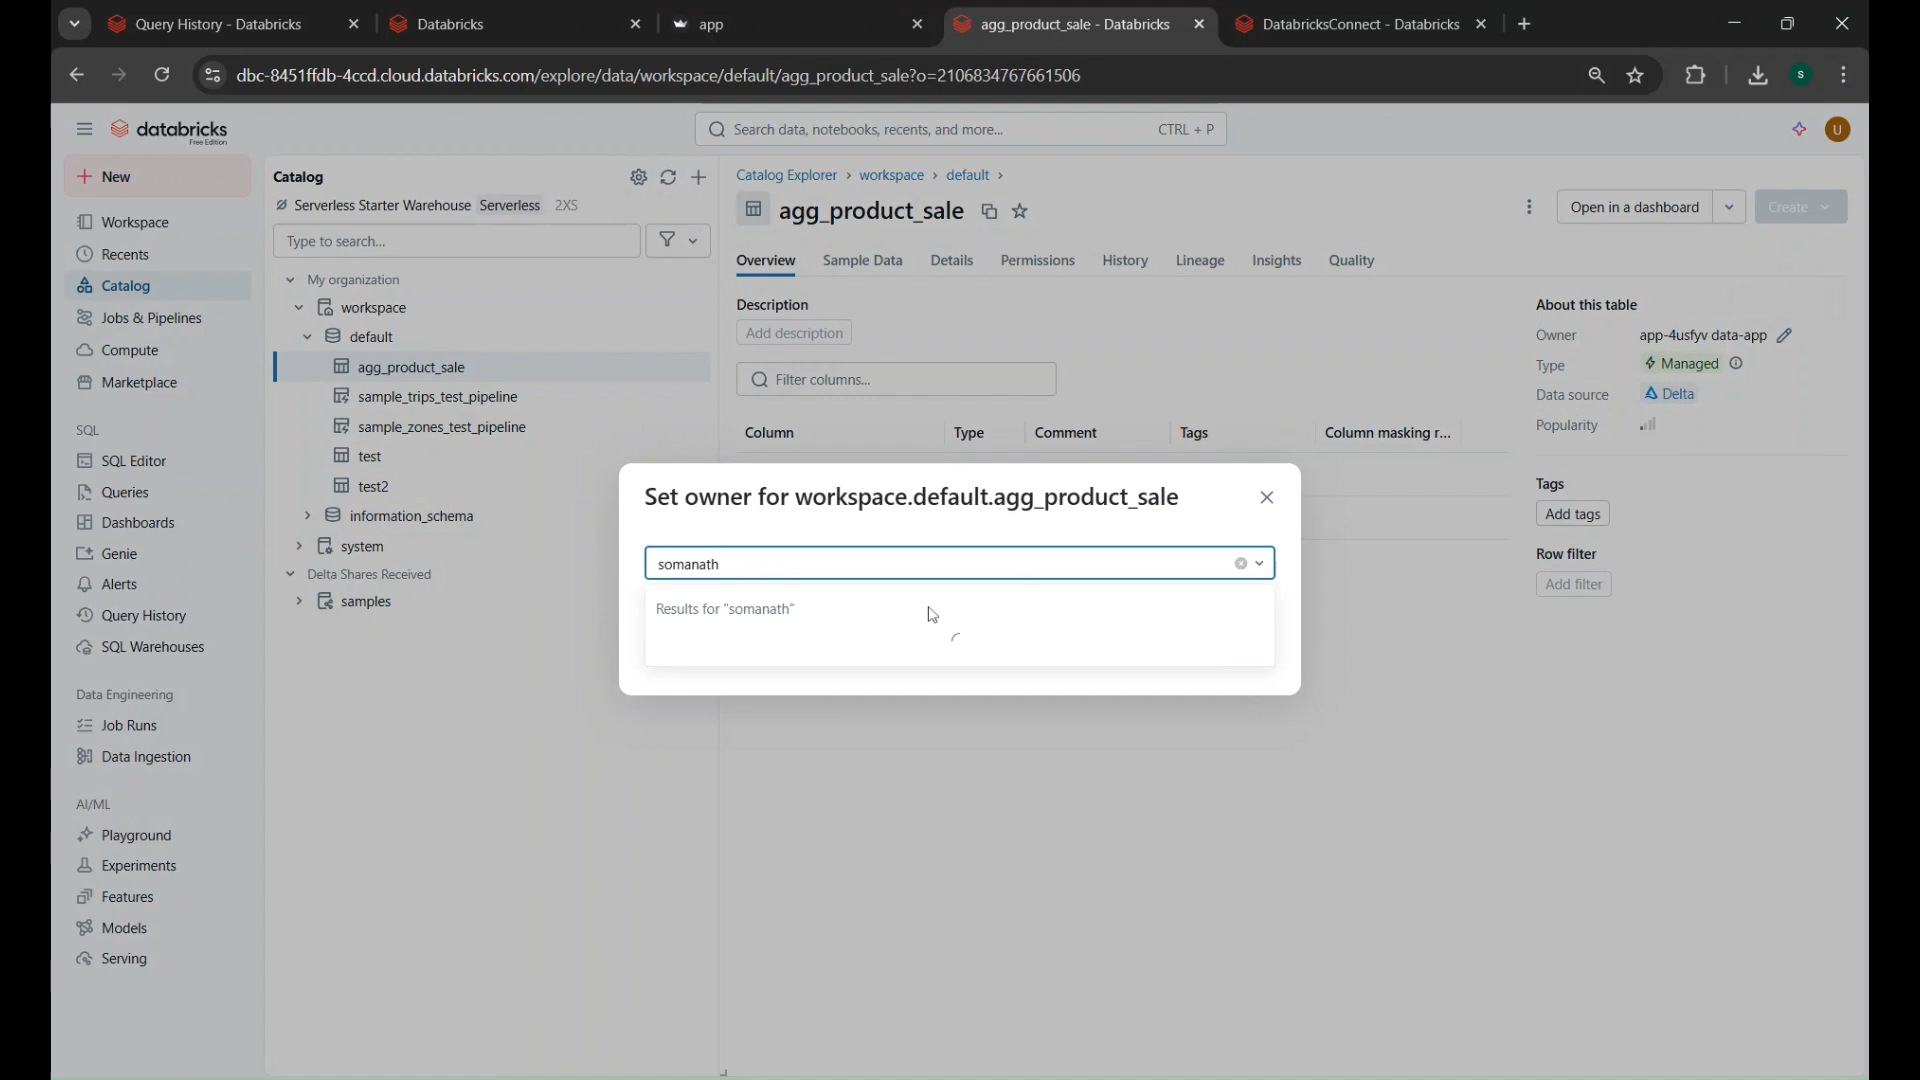 Query History - Databricks
Databricks
app
agg_product_sale - Databricks
DatabricksConnect - Databricks
dbc-8451ffdb-4ccd.cloud.databricks.com/explore/data/workspace/default/agg_product_sale?o=2106834767661506
S
databricks
Free Edition
Search data, notebooks, recents, and more...
CTRL + P
U
New
Workspace
Recents
Catalog
Jobs & Pipelines
Compute
Marketplace
SQL
SQL Editor
Queries
Dashboards
Genie
Alerts
Query History
SQL Warehouses
Data Engineering
Job Runs
Data Ingestion
AI/ML
Playground
Experiments
Features
Models
Serving
Catalog
Serverless Starter Warehouse Serverless 2XS
Type to search...
My organization
workspace
default
agg_product_sale
sample_trips_test_pipeline
sample_zones_test_pipeline
test
test2
information_schema
system
Delta Shares Received
samples
Catalog Explorer > workspace > default >
agg_product_sale
Open in a dashboard
Create
Overview Sample Data Details Permissions History Lineage Insights Quality
Description
Add description
Filter columns...
Column Type Comment Tags Column masking r...
About this table
Owner app-4usfyv data-app
Type Managed
Data source Delta
Popularity
Tags
Add tags
Row filter
Add filter
Set owner for workspace.default.agg_product_sale
somanath
Results for "somanath"